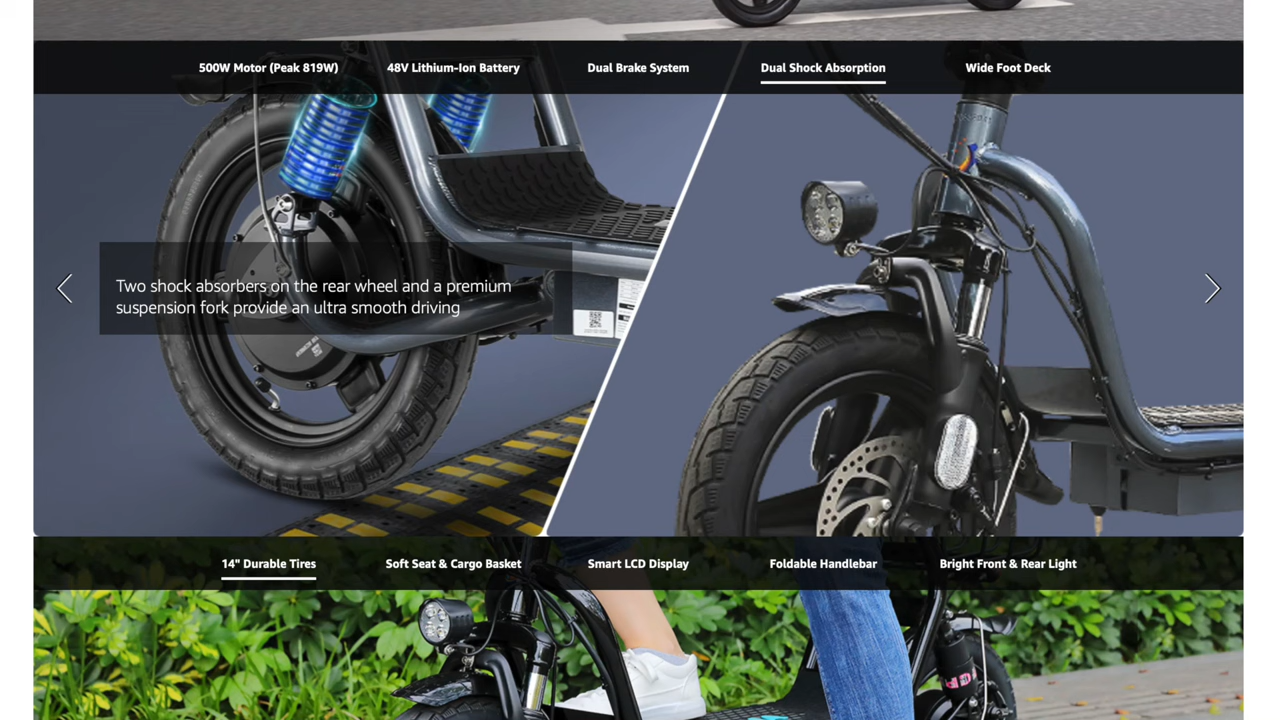 500W Motor (Peak 819W)
48V Lithium-Ion Battery
Dual Brake System
Dual Shock Absorption
Wide Foot Deck
Two shock absorbers on the rear wheel and a premium
suspension fork provide an ultra smooth driving
14" Durable Tires
Soft Seat & Cargo Basket
Smart LCD Display
Foldable Handlebar
Bright Front & Rear Light